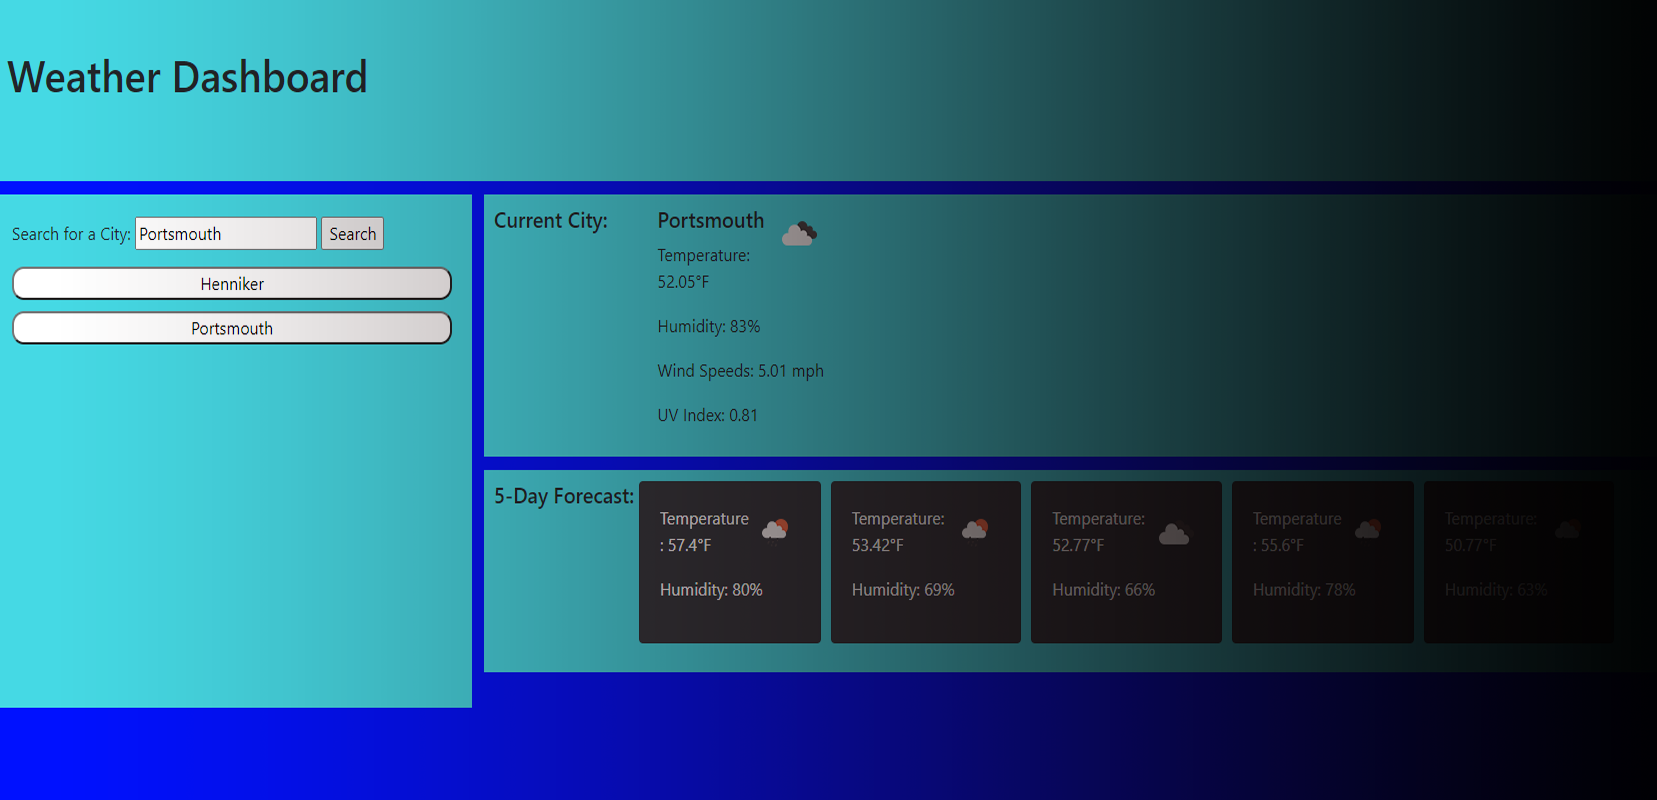 Weather Dashboard
Search for a City: Portsmouth Search
Henniker
Portsmouth
Current City:
Portsmouth
Temperature:
52.05°F
Humidity: 83%
Wind Speeds: 5.01 mph
UV Index: 0.81
5-Day Forecast:
Temperature
: 57.4°F
Humidity: 80%
Temperature:
53.42°F
Humidity: 69%
Temperature:
52.77°F
Humidity: 66%
Temperature
: 55.6°F
Humidity: 78%
Temperature:
50.77°F
Humidity: 63%